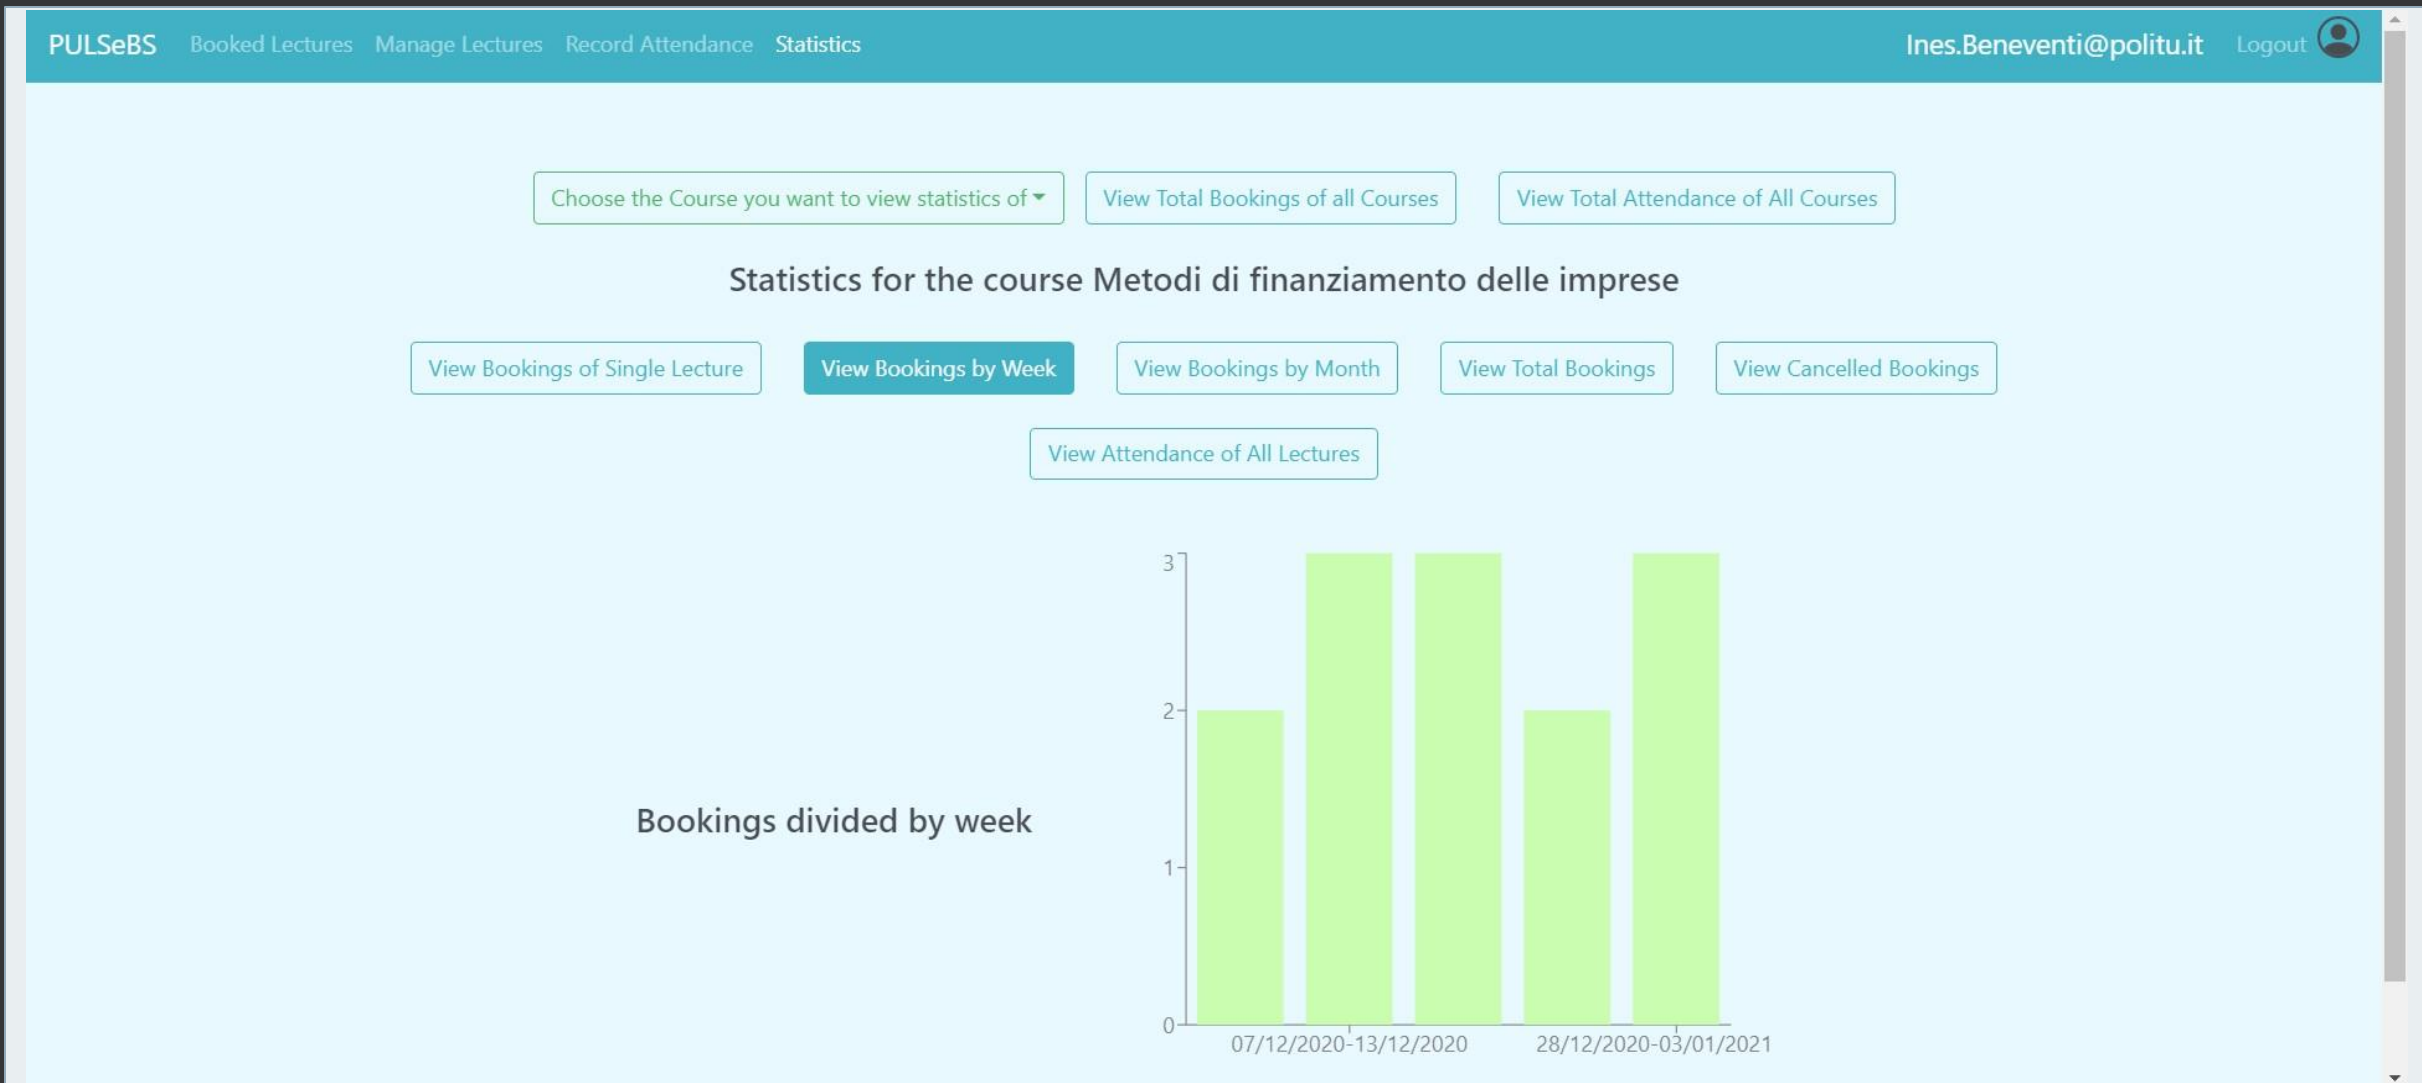 PULSeBS Booked Lectures Manage Lectures Record Attendance Statistics Ines.Beneventi@politu.it Logout
Choose the Course you want to view statistics of View Total Bookings of all Courses View Total Attendance of All Courses
Statistics for the course Metodi di finanziamento delle imprese
View Bookings of Single Lecture View Bookings by Week View Bookings by Month View Total Bookings View Cancelled Bookings
View Attendance of All Lectures
3
2
Bookings divided by week
1
0
07/12/2020-13/12/2020 28/12/2020-03/01/2021